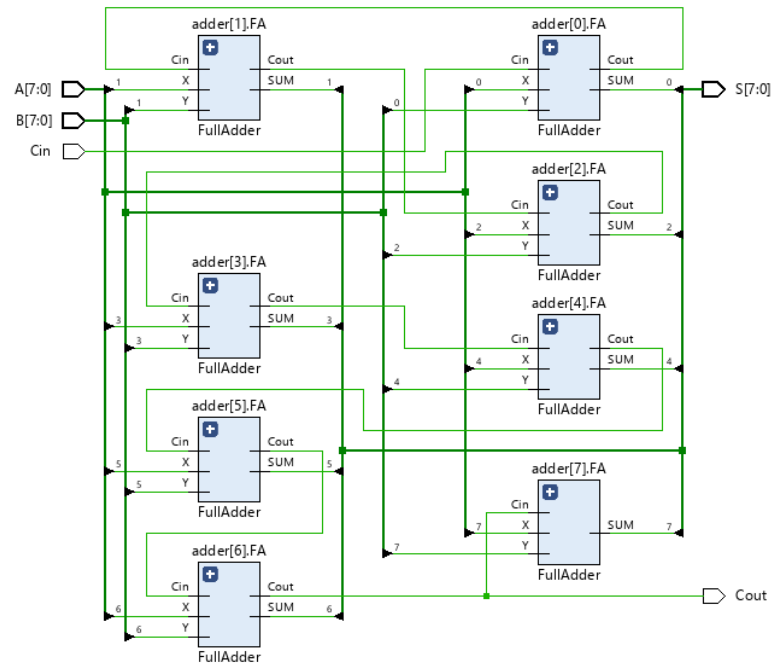 adder[1].FA
Cin Cout
X SUM
Y
1 1
1
FullAdder
adder[0].FA
Cin Cout
X SUM
Y
0 0
0
FullAdder
A[7:0]
B[7:0]
Cin
S[7:0]
adder[2].FA
Cin Cout
X SUM
Y
2 2
2
FullAdder
adder[3].FA
Cin Cout
X SUM
Y
3 3
3
FullAdder
adder[4].FA
Cin Cout
X SUM
Y
4 4
4
FullAdder
adder[5].FA
Cin Cout
X SUM
Y
5 5
5
FullAdder
adder[7].FA
Cin
X SUM
Y
7 7
7
FullAdder
adder[6].FA
Cin Cout
X SUM
Y
6 6
6
FullAdder
Cout